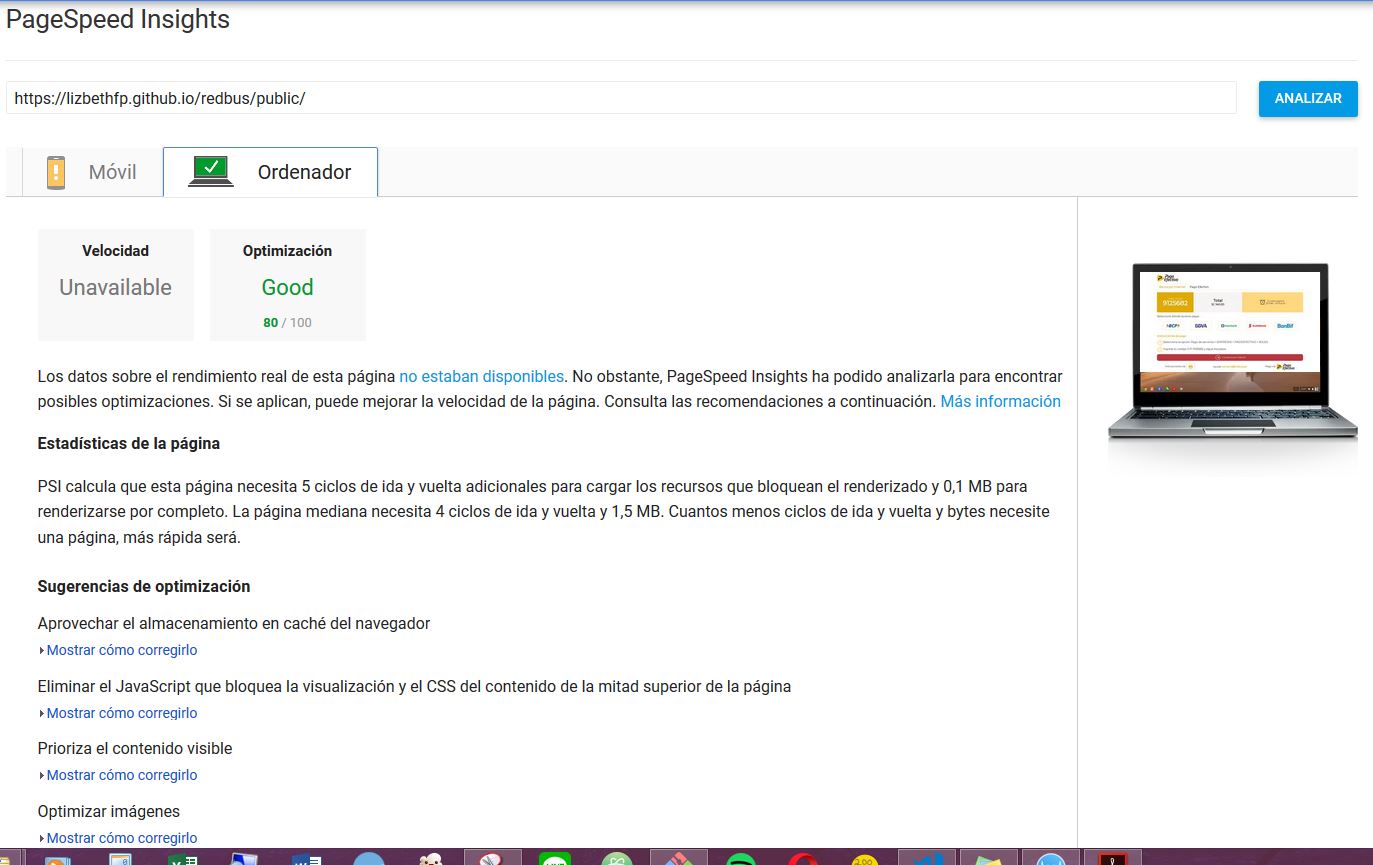 PageSpeed Insights
https://lizbethfp.github.io/redbus/public/
ANALIZAR
Móvil
Ordenador
Velocidad
Unavailable
Optimización
Good
80 / 100
Pago
Efectivo
9125682
Total
BCP
BBVA
BanBif
Los datos sobre el rendimiento real de esta página no estaban disponibles. No obstante, PageSpeed Insights ha podido analizarla para encontrar
posibles optimizaciones. Si se aplican, puede mejorar la velocidad de la página. Consulta las recomendaciones a continuación. Más información
Estadísticas de la página
PSI calcula que esta página necesita 5 ciclos de ida y vuelta adicionales para cargar los recursos que bloquean el renderizado y 0,1 MB para
renderizarse por completo. La página mediana necesita 4 ciclos de ida y vuelta y 1,5 MB. Cuantos menos ciclos de ida y vuelta y bytes necesite
una página, más rápida será.
Sugerencias de optimización
Aprovechar el almacenamiento en caché del navegador
Mostrar cómo corregirlo
Eliminar el JavaScript que bloquea la visualización y el CSS del contenido de la mitad superior de la página
Mostrar cómo corregirlo
Prioriza el contenido visible
Mostrar cómo corregirlo
Optimizar imágenes
Mostrar cómo corregirlo